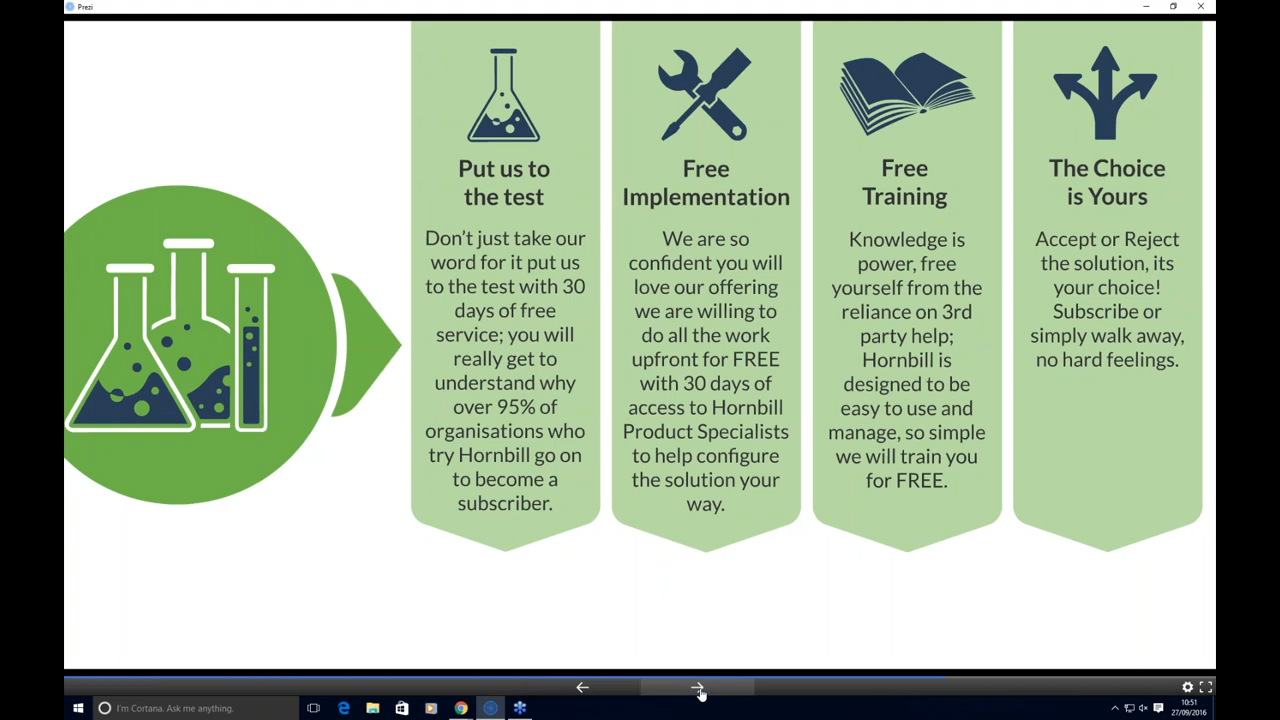 Prezi
Put us to
the test
Don't just take our
word for it put us
to the test with 30
days of free
service; you will
really get to
understand why
over 95% of
organisations who
try Hornbill go on
to become a
subscriber.
Free
Implementation
We are so
confident you will
love our offering
we are willing to
do all the work
upfront for FREE
with 30 days of
access to Hornbill
Product Specialists
to help configure
the solution your
way.
Free
Training
Knowledge is
power, free
yourself from the
reliance on 3rd
party help;
Hornbill is
designed to be
easy to use and
manage, so simple
we will train you
for FREE.
The Choice
is Yours
Accept or Reject
the solution, its
your choice!
Subscribe or
simply walk away,
no hard feelings.
I'm Cortana. Ask me anything.
10:51
27/09/2016